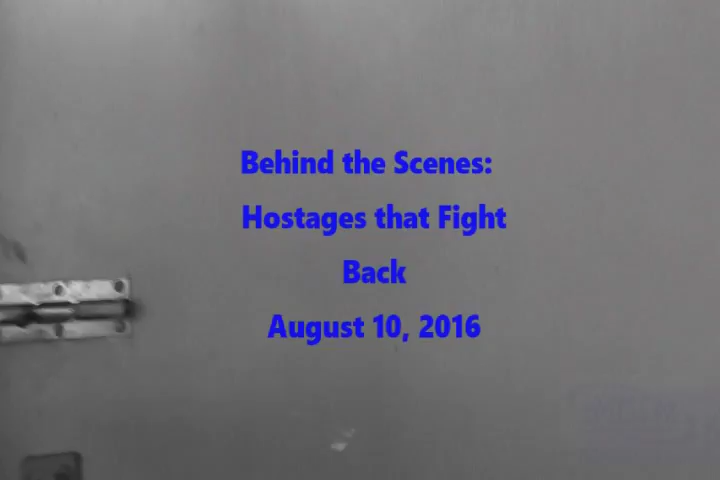 Behind the Scenes:
Hostages that Fight
Back
August 10, 2016